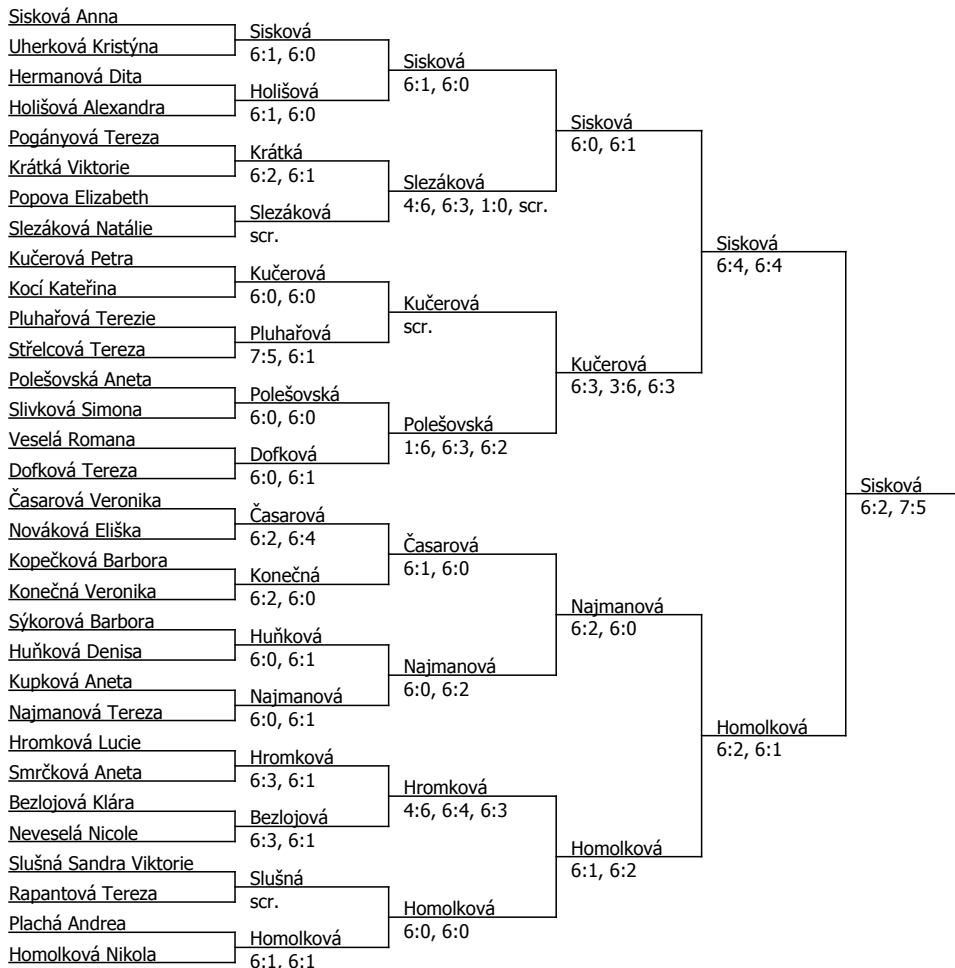 Sisková Anna
Uherková Kristýna
Hermanová Dita
Holišová Alexandra
Pogányová Tereza
Krátká Viktorie
Popova Elizabeth
Slezáková Natálie
Kučerová Petra
Kocí Kateřina
Pluhařová Terezie
Střelcová Tereza
Polešovská Aneta
Slivková Simona
Veselá Romana
Dofková Tereza
Časarová Veronika
Nováková Eliška
Kopečková Barbora
Konečná Veronika
Sýkorová Barbora
Huňková Denisa
Kupková Aneta
Najmanová Tereza
Hromková Lucie
Smrčková Aneta
Bezlojová Klára
Neveselá Nicole
Slušná Sandra Viktorie
Rapantová Tereza
Plachá Andrea
Homolková Nikola
Sisková
6:1, 6:0
Holišová
6:1, 6:0
Krátká
6:2, 6:1
Slezáková
scr.
Kučerová
6:0, 6:0
Pluhařová
7:5, 6:1
Polešovská
6:0, 6:0
Dofková
6:0, 6:1
Časarová
6:2, 6:4
Konečná
6:2, 6:0
Huňková
6:0, 6:1
Najmanová
6:0, 6:1
Hromková
6:3, 6:1
Bezlojová
6:3, 6:1
Slušná
scr.
Homolková
6:1, 6:1
Sisková
6:1, 6:0
Slezáková
4:6, 6:3, 1:0, scr.
Kučerová
scr.
Polešovská
1:6, 6:3, 6:2
Časarová
6:1, 6:0
Najmanová
6:0, 6:2
Hromková
4:6, 6:4, 6:3
Homolková
6:0, 6:0
Sisková
6:0, 6:1
Kučerová
6:3, 3:6, 6:3
Najmanová
6:2, 6:0
Homolková
6:1, 6:2
Sisková
6:4, 6:4
Homolková
6:2, 6:1
Sisková
6:2, 7:5